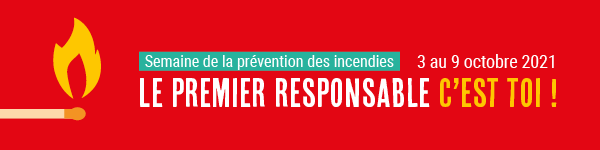 Semaine de la prévention des incendies 3 au 9 octobre 2021
LE PREMIER RESPONSABLE C'EST TOI !